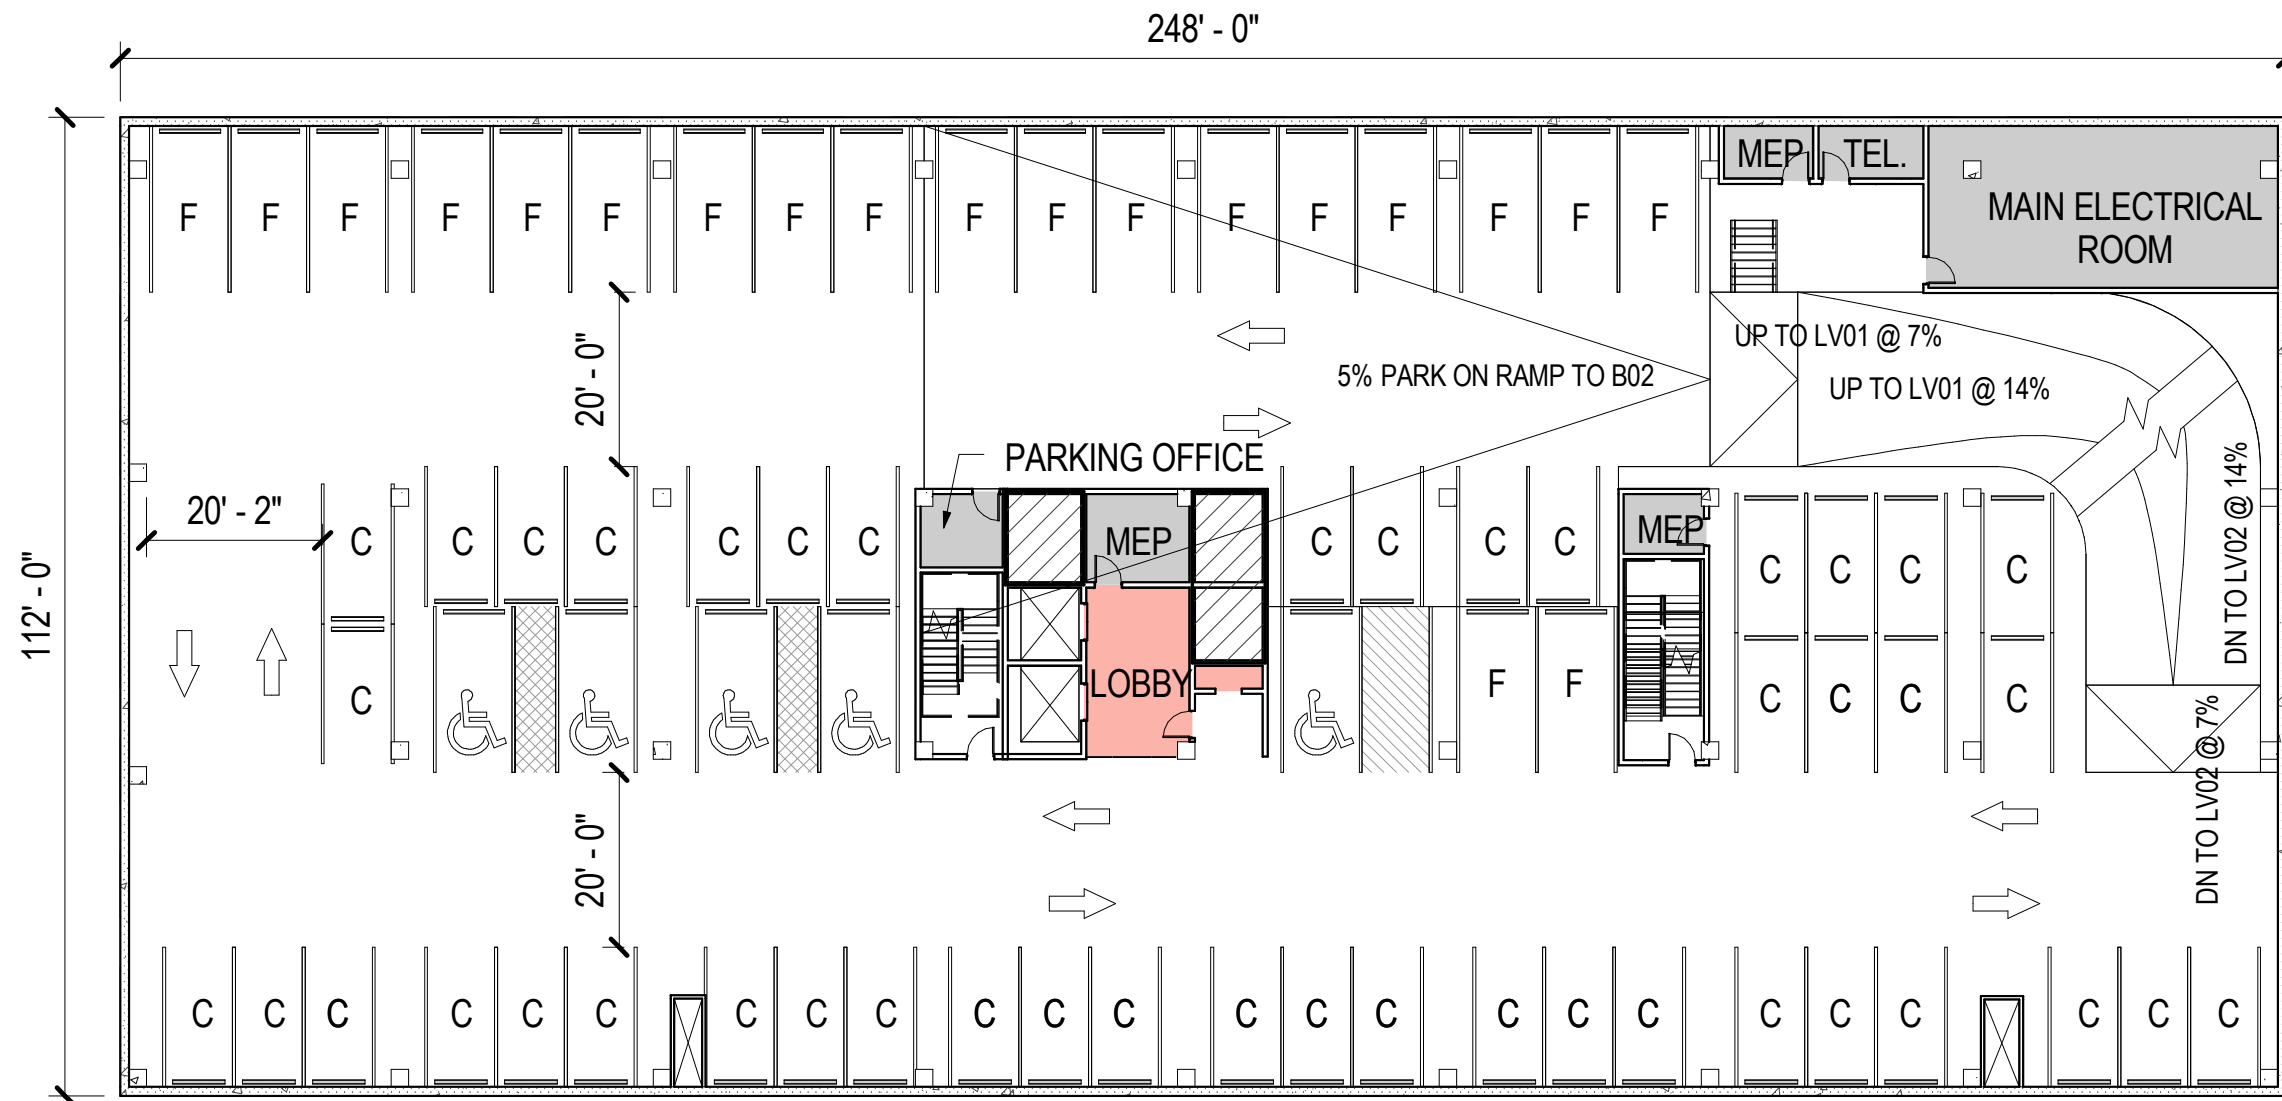 248' - 0"
MEP TEL.
MAIN ELECTRICAL
ROOM
F F F F F F F F F F F F F F F F F F
UP TO LV01 @ 7%
20' - 0"
5% PARK ON RAMP TO B02
UP TO LV01 @ 14%
PARKING OFFICE
20' - 2"
C C C C C C C MEP C C C C MEP C C C C
DN TO LV02 @ 14%
112' - 0"
C LOBBY F F C C C C
DN TO LV02 @ 7%
20' - 0"
C C C C C C C C C C C C C C C C C C C C C C C C